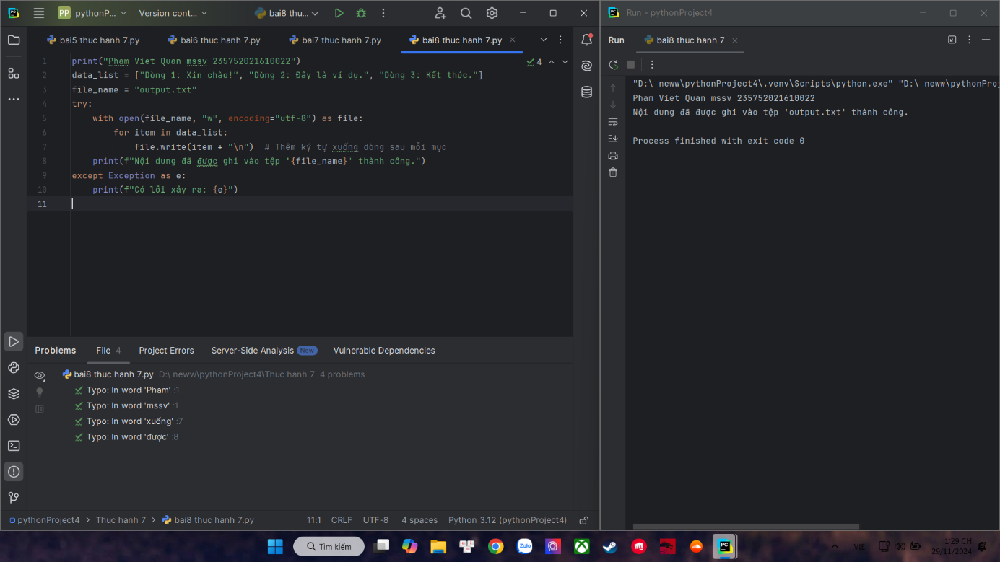 PP pythonP... Version cont... bai8 thu...
bai5 thuc hanh 7.py bai6 thuc hanh 7.py bai7 thuc hanh 7.py bai8 thuc hanh 7.py
4
1 print("Pham Viet Quan mssv 235752021610022")
2 data_list = ["Dòng 1: Xin chào!", "Dòng 2: Đây là ví dụ.", "Dòng 3: Kết thúc."]
3 file_name = "output.txt"
4 try:
5 with open(file_name, "w", encoding="utf-8") as file:
6 for item in data_list:
7 file.write(item + "\n") # Thêm ký tự xuống dòng sau mỗi mục
8 print(f"Nội dung đã được ghi vào tệp '{file_name}' thành công.")
9 except Exception as e:
10 print(f"Có lỗi xảy ra: {e}")
11
Problems File 4 Project Errors Server-Side Analysis New Vulnerable Dependencies
bai8 thuc hanh 7.py D:\ neww\pythonProject4\Thuc hanh 7 4 problems
Typo: In word 'Pham' :1
Typo: In word 'mssv' :1
Typo: In word 'xuống' :7
Typo: In word 'được' :8
pythonProject4 > Thuc hanh 7 > bai8 thuc hanh 7.py 11:1 CRLF UTF-8 4 spaces Python 3.12 (pythonProject4)
Run - pythonProject4
Run bai8 thuc hanh 7
"D:\ neww\pythonProject4\.venv\Scripts\python.exe" "D:\ neww\pythonProj
Pham Viet Quan mssv 235752021610022
Nội dung đã được ghi vào tệp 'output.txt' thành công.
Process finished with exit code 0
Tìm kiếm
Zalo
PC
VIE
1:29 CH
29/11/2024